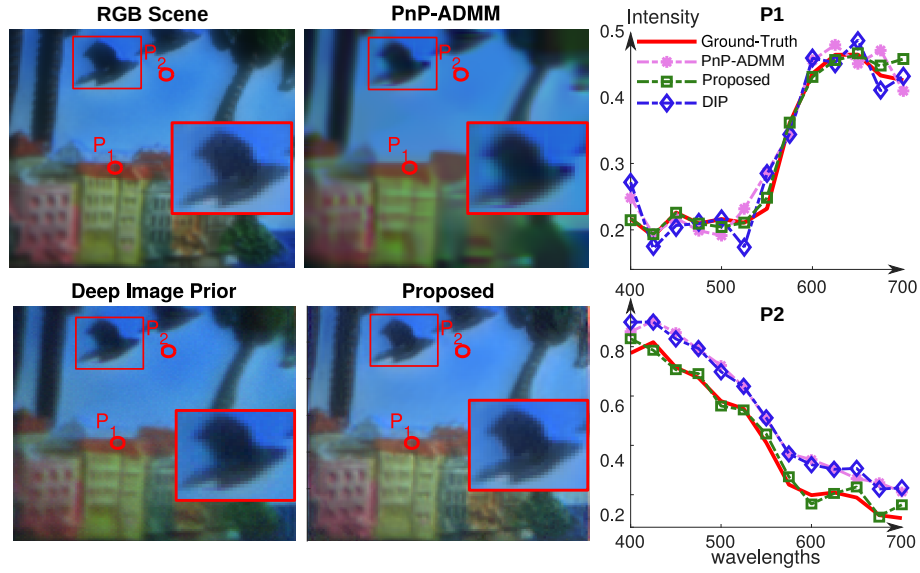 RGB Scene
PnP-ADMM
P1
P2
P1
P2
P1
Intensity
0.5
0.4
0.3
0.2
Ground-Truth
PnP-ADMM
Proposed
DIP
400 500 600 700
Deep Image Prior
Proposed
P2
P1
P2
P1
P2
0.8
0.6
0.4
0.2
400 500 600 700
wavelengths